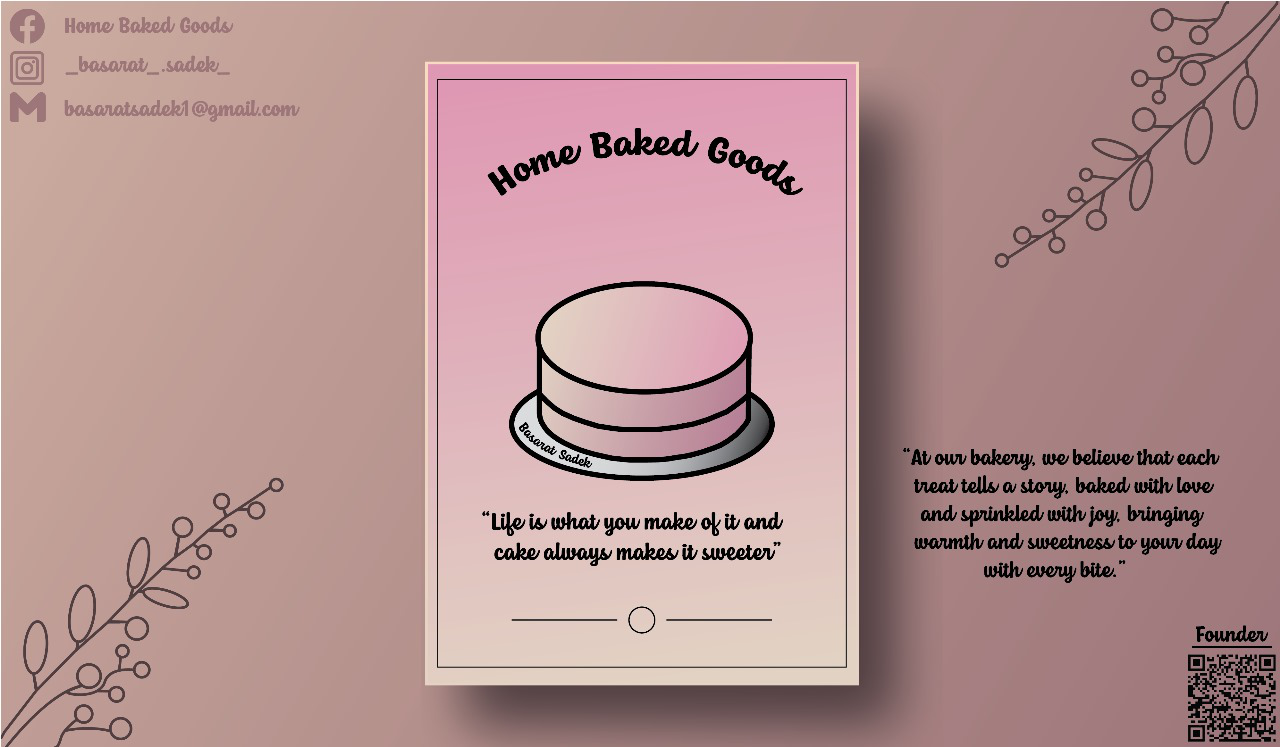 Home Baked Goods
_basarat_.sadek_
basaratsadek1@gmail.com
Home Baked Goods
Basarat Sadek
“Life is what you make of it and
cake always makes it sweeter”
“At our bakery, we believe that each
treat tells a story, baked with love
and sprinkled with joy, bringing
warmth and sweetness to your day
with every bite.”
Founder